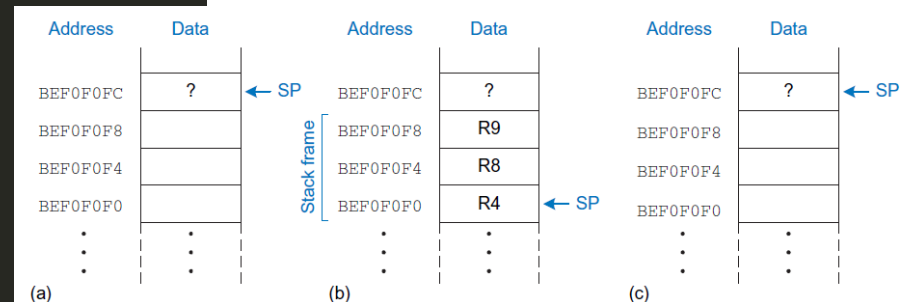 Address Data Address Data Address Data
BEF0F0FC ? SP BEF0F0FC ? BEF0F0FC ? SP
BEF0F0F8 BEF0F0F8 R9 BEF0F0F8
BEF0F0F4 BEF0F0F4 R8 BEF0F0F4
BEF0F0F0 BEF0F0F0 R4 SP BEF0F0F0
Stack frame
(a) (b) (c)